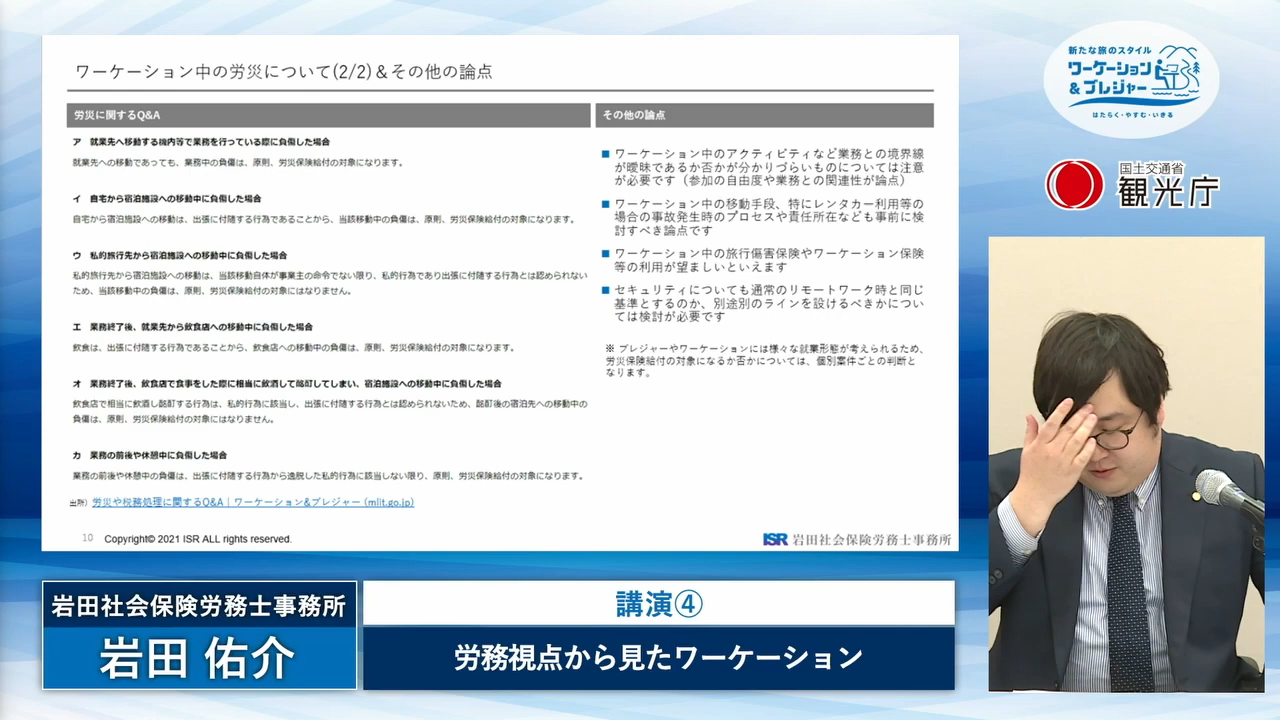 ワーケーション中の労災について(2/2)＆その他の論点
労災に関するQ&A
ア　就業先へ移動する機内等で業務を行っている際に負傷した場合
就業先への移動であっても、業務中の負傷は、原則、労災保険給付の対象になります。
イ　自宅から宿泊施設への移動中に負傷した場合
自宅から宿泊施設への移動は、出張に付随する行為であることから、当該移動中の負傷は、原則、労災保険給付の対象になります。
ウ　私的旅行先から宿泊施設への移動中に負傷した場合
私的旅行先から宿泊施設への移動は、当該移動自体が事業主の命令でない限り、私的行為であり出張に付随する行為とは認められない
ため、当該移動中の負傷は、原則、労災保険給付の対象にはなりません。
エ　業務終了後、就業先から飲食店への移動中に負傷した場合
飲食は、出張に付随する行為であることから、飲食店への移動中の負傷は、原則、労災保険給付の対象になります。
オ　業務終了後、飲食店で食事をした際に相当に飲酒して酩酊してしまい、宿泊施設への移動中に負傷した場合
飲食店で相当に飲酒し酩酊する行為は、私的行為に該当し、出張に付随する行為とは認められないため、酩酊後の宿泊先への移動中の
負傷は、原則、労災保険給付の対象にはなりません。
カ　業務の前後や休憩中に負傷した場合
業務の前後や休憩中の負傷は、出張に付随する行為から逸脱した私的行為に該当しない限り、原則、労災保険給付の対象になります。
出所）労災や税務処理に関するQ&A｜ワーケーション&ブレジャー (mlit.go.jp)
その他の論点
■ ワーケーション中のアクティビティなど業務との境界線
が曖昧であるか否かが分かりづらいものについては注意
が必要です（参加の自由度や業務との関連性が論点）
■ ワーケーション中の移動手段、特にレンタカー利用等の
場合の事故発生時のプロセスや責任所在なども事前に検
討すべき論点です
■ ワーケーション中の旅行傷害保険やワーケーション保険
等の利用が望ましいといえます
■ セキュリティについても通常のリモートワーク時と同じ
基準とするのか、別途別のラインを設けるべきかについ
ては検討が必要です
※ ブレジャーやワーケーションには様々な就業形態が考えられるため、
労災保険給付の対象になるか否かについては、個別案件ごとの判断と
なります。
10 Copyright© 2021 ISR ALL rights reserved.
ISR 岩田社会保険労務士事務所
新たな旅のスタイル
ワーケーション
&ブレジャー
はたらく・やすむ・いきる
国土交通省
観光庁
岩田社会保険労務士事務所
岩田 佑介
講演④
労務視点から見たワーケーション